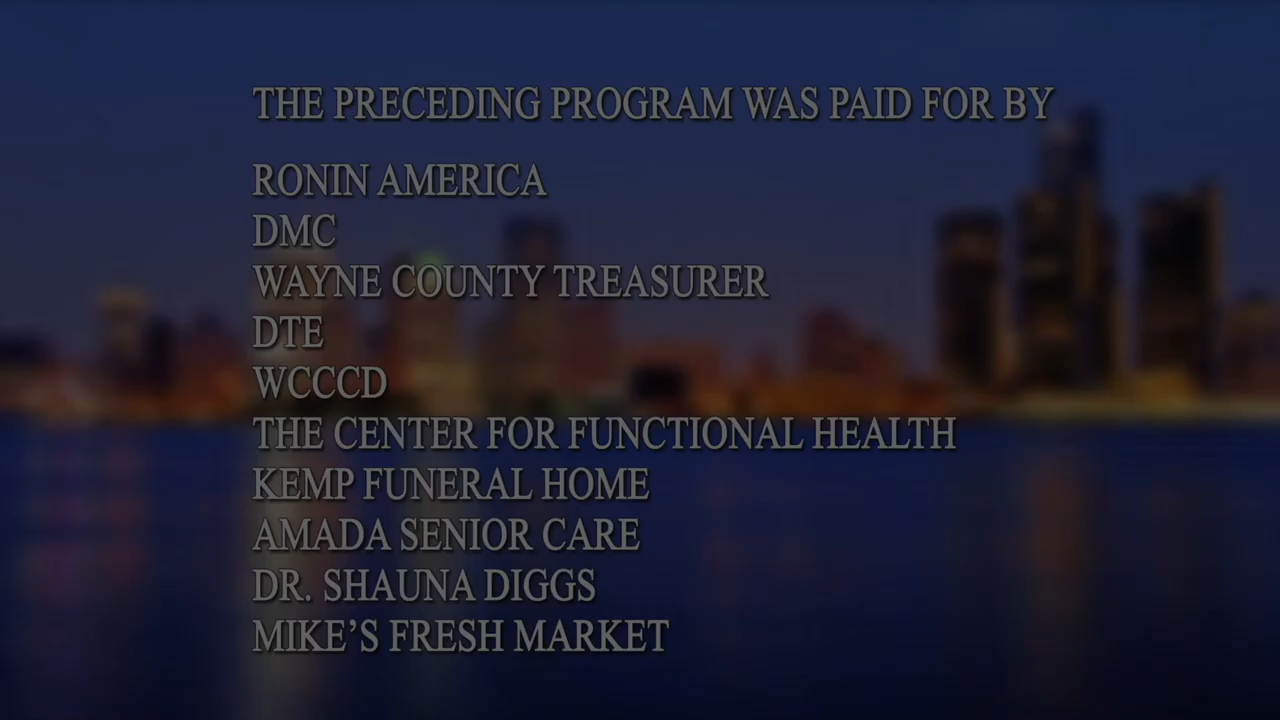 THE PRECEDING PROGRAM WAS PAID FOR BY
RONIN AMERICA
DMC
WAYNE COUNTY TREASURER
DTE
WCCCD
THE CENTER FOR FUNCTIONAL HEALTH
KEMP FUNERAL HOME
AMADA SENIOR CARE
DR. SHAUNA DIGGS
MIKE’S FRESH MARKET